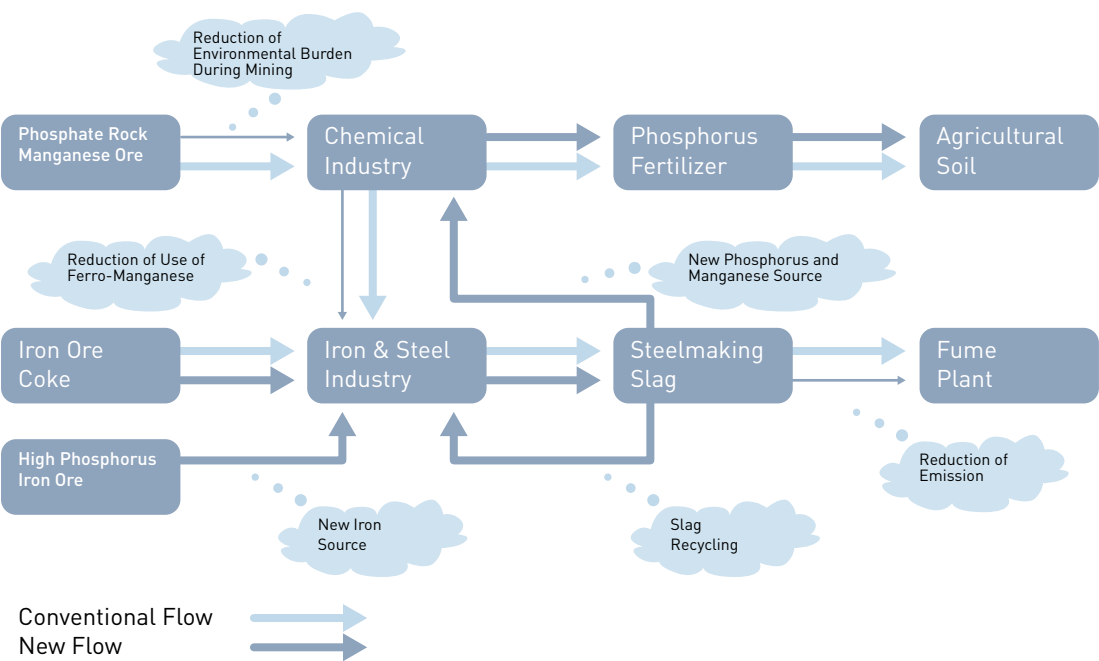 Reduction of
Environmental Burden
During Mining
Phosphate Rock
Manganese Ore
Chemical
Industry
Phosphorus
Fertilizer
Agricultural
Soil
Reduction of Use of
Ferro-Manganese
New Phosphorus and
Manganese Source
Iron Ore
Coke
Iron & Steel
Industry
Steelmaking
Slag
Fume
Plant
High Phosphorus
Iron Ore
Reduction of
Emission
New Iron
Source
Slag
Recycling
Conventional Flow
New Flow